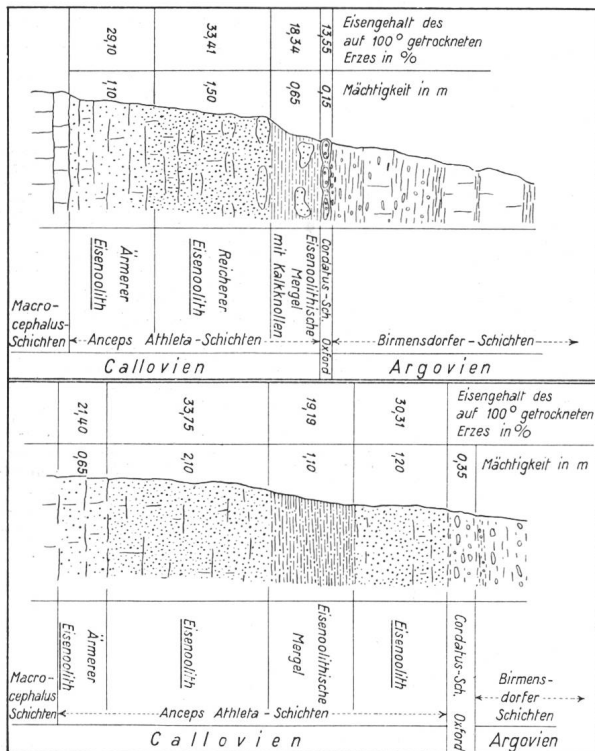 29,10
33,41
18,34
13,55
Eisengehalt des
auf 100° getrockneten
Erzes in %
1,10
1,50
0,65
0,15
Mächtigkeit in m
Macro-
cephalus-
Schichten
Ärmerer
Eisenoolith
Reicherer
Eisenoolith
Eisenoolithische
Mergel
mit Kalkknollen
Cordatus-Sch. Oxford
Anceps Athleta-Schichten
Birmensdorfer-Schichten
Callovien
Argovien
21,40
33,75
19,19
30,31
Eisengehalt des
auf 100° getrockneten
Erzes in %
0,65
2,10
1,10
1,20
0,35
Mächtigkeit in m
Macro-
cephalus
Schichten
Ärmerer
Eisenoolith
Eisenoolith
Eisenoolithische
Mergel
Eisenoolith
Cordatus-Sch. Oxford
Birmens-
dorfer
Schichten
Anceps Athleta-Schichten
Callovien
Argovien